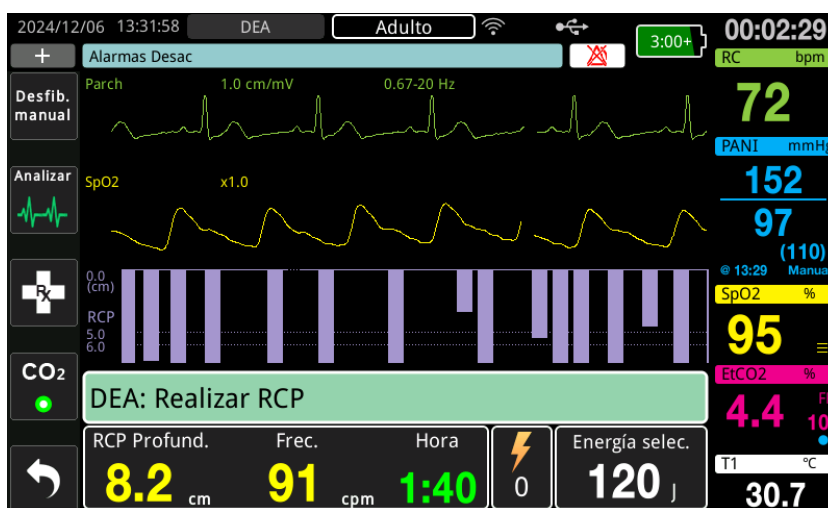 2024/12/06 13:31:58 DEA Adulto 3:00+ 00:02:29
+ Alarmas Desac
RC bpm
72
Desfib.
manual
Parch 1.0 cm/mV 0.67-20 Hz
PANI mmHg
152
97
(110)
@ 13:29 Manua
Analizar
SpO2 x1.0
Rx
0.0
(cm)
RCP
5.0
6.0
SpO2 %
95
CO2
EtCO2 %
4.4
10
DEA: Realizar RCP
RCP Profund. Frec. Hora
8.2 cm 91 cpm 1:40
0
Energía selec.
120 J
T1 °C
30.7